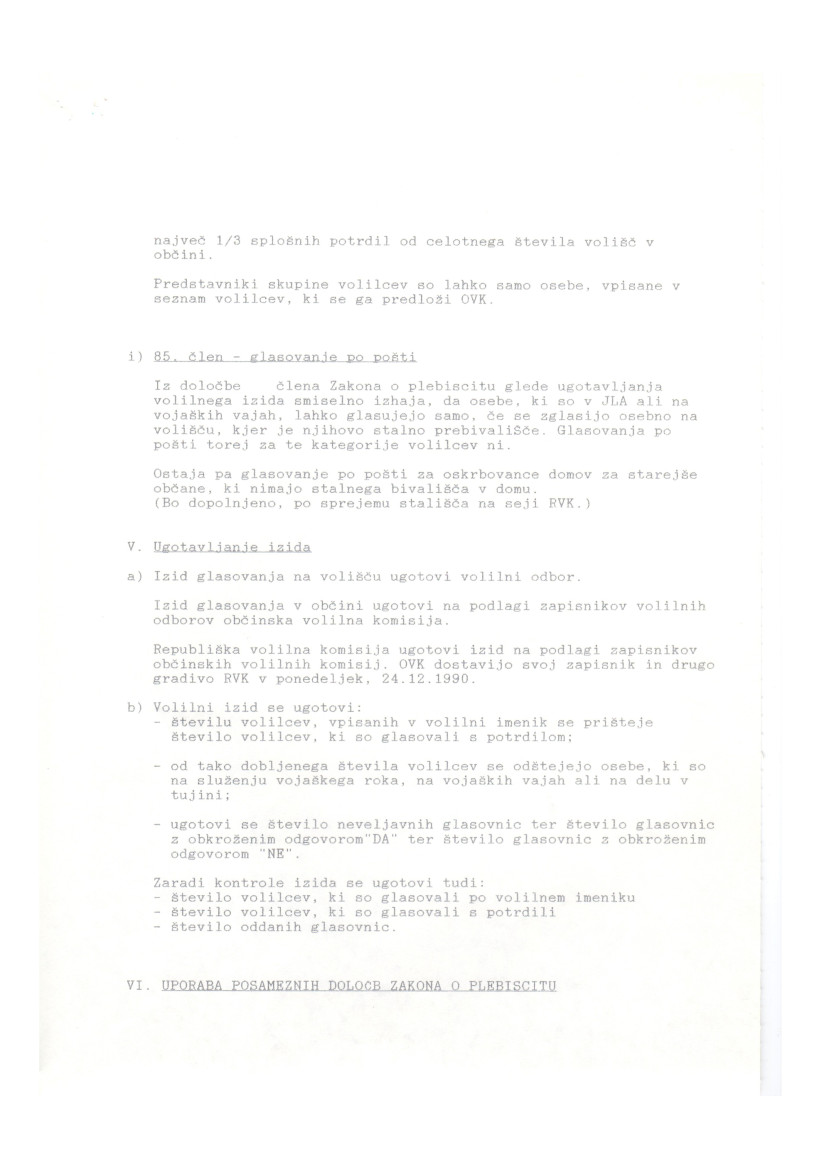 največ 1/3 splošnih potrdil od celotnega števila volišč v
občini.
Predstavniki skupine volilcev so lahko samo osebe, vpisane v
seznam volilcev, ki se ga predloži OVK.
i) 85. člen - glasovanje po pošti
Iz določbe člena Zakona o plebiscitu glede ugotavljanja
volilnega izida smiselno izhaja, da osebe, ki so v JLA ali na
vojaških vajah, lahko glasujejo samo, če se zglasijo osebno na
volišču, kjer je njihovo stalno prebivališče. Glasovanja po
pošti torej za te kategorije volilcev ni.
Ostaja pa glasovanje po pošti za oskrbovance domov za starejše
občane, ki nimajo stalnega bivališča v domu.
(Bo dopolnjeno, po sprejemu stališča na seji RVK.)
V. Ugotavljanje izida
a) Izid glasovanja na volišču ugotovi volilni odbor.
Izid glasovanja v občini ugotovi na podlagi zapisnikov volilnih
odborov občinska volilna komisija.
Republiška volilna komisija ugotovi izid na podlagi zapisnikov
občinskih volilnih komisij. OVK dostavijo svoj zapisnik in drugo
gradivo RVK v ponedeljek, 24.12.1990.
b) Volilni izid se ugotovi:
- številu volilcev, vpisanih v volilni imenik se prišteje
število volilcev, ki so glasovali s potrdilom;
- od tako dobljenega števila volilcev se odštejejo osebe, ki so
na služenju vojaškega roka, na vojaških vajah ali na delu v
tujini;
- ugotovi se število neveljavnih glasovnic ter število glasovnic
z obkroženim odgovorom"DA" ter število glasovnic z obkroženim
odgovorom "NE".
Zaradi kontrole izida se ugotovi tudi:
- število volilcev, ki so glasovali po volilnem imeniku
- število volilcev, ki so glasovali s potrdili
- število oddanih glasovnic.
VI. UPORABA POSAMEZNIH DOLOCB ZAKONA O PLEBISCITU